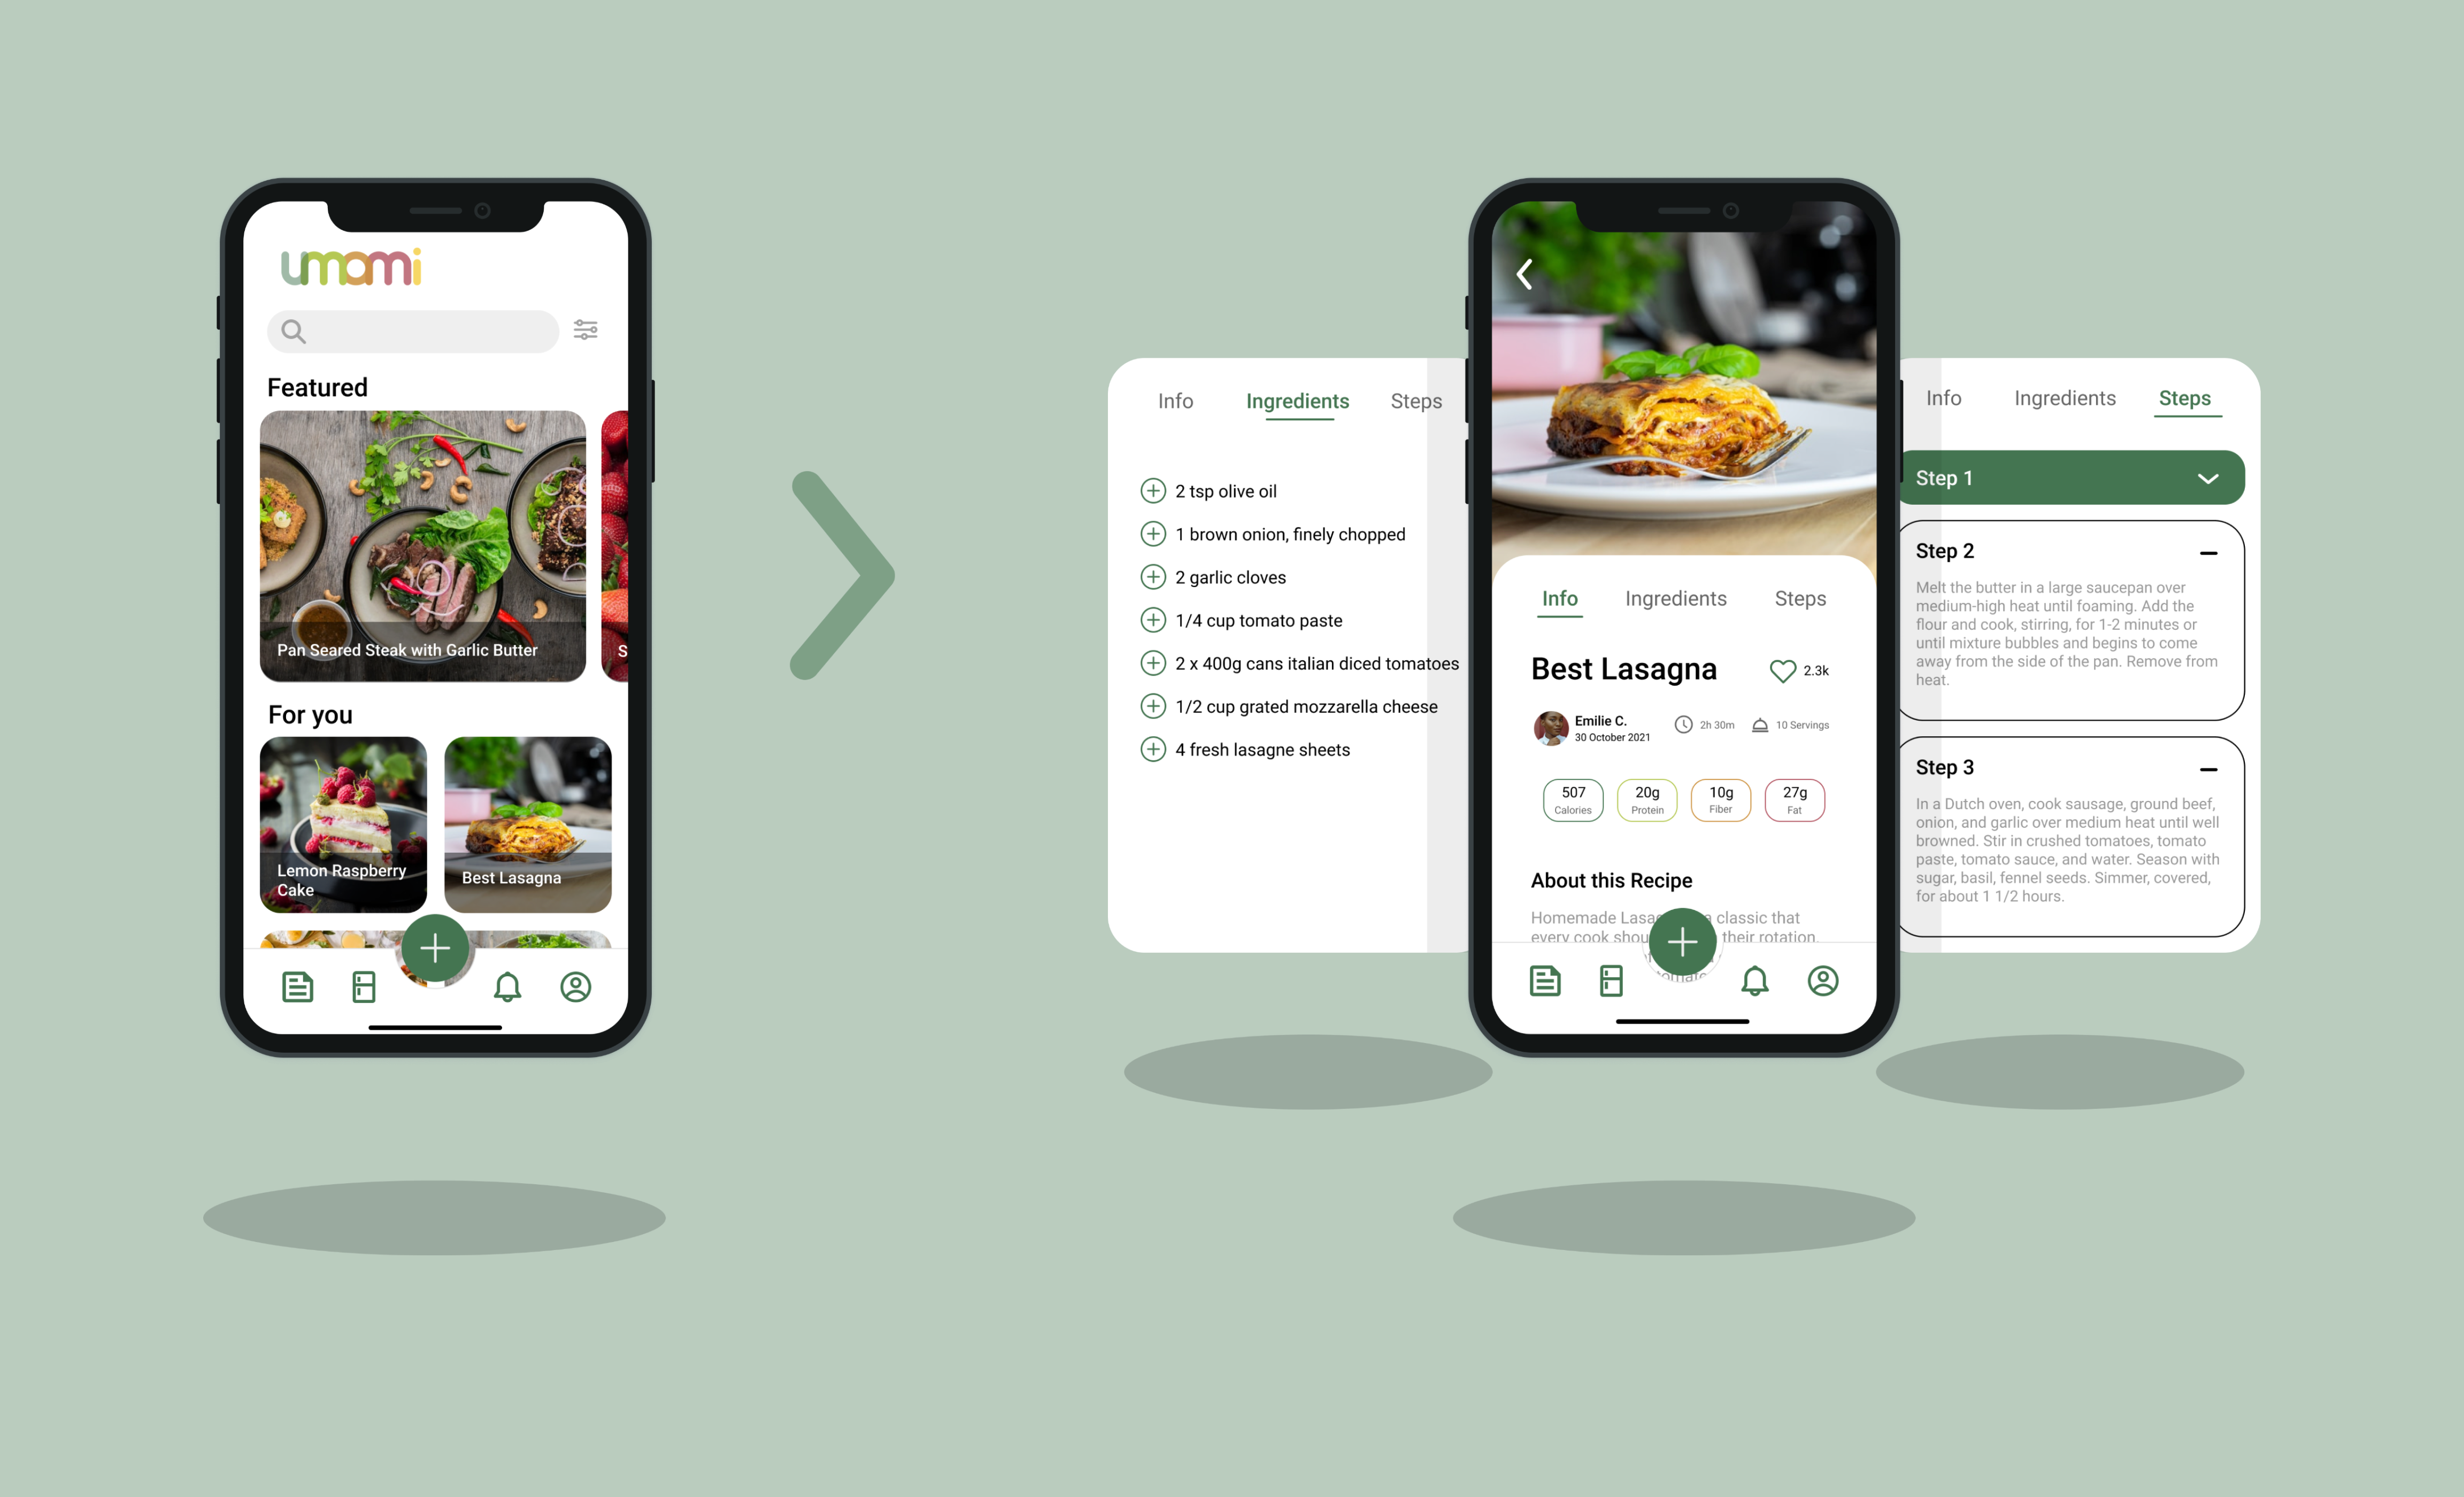 umami
Featured
Pan Seared Steak with Garlic Butter
S
For you
Lemon Raspberry
Cake
Best Lasagna
Info Ingredients Steps
2 tsp olive oil
1 brown onion, finely chopped
2 garlic cloves
1/4 cup tomato paste
2 x 400g cans italian diced tomatoes
1/2 cup grated mozzarella cheese
4 fresh lasagne sheets
Info Ingredients Steps
Best Lasagna
2.3k
Emilie C.
30 October 2021
2h 30m
10 Servings
507
Calories
20g
Protein
10g
Fiber
27g
Fat
About this Recipe
Homemade a classic that
every cook their rotation.
Info Ingredients Steps
Step 1
Step 2
Melt the butter in a large saucepan over
medium-high heat until foaming. Add the
flour and cook, stirring, for 1-2 minutes or
until mixture bubbles and begins to come
away from the side of the pan. Remove from
heat.
Step 3
In a Dutch oven, cook sausage, ground beef,
onion, and garlic over medium heat until well
browned. Stir in crushed tomatoes, tomato
paste, tomato sauce, and water. Season with
sugar, basil, fennel seeds. Simmer, covered,
for about 1 1/2 hours.